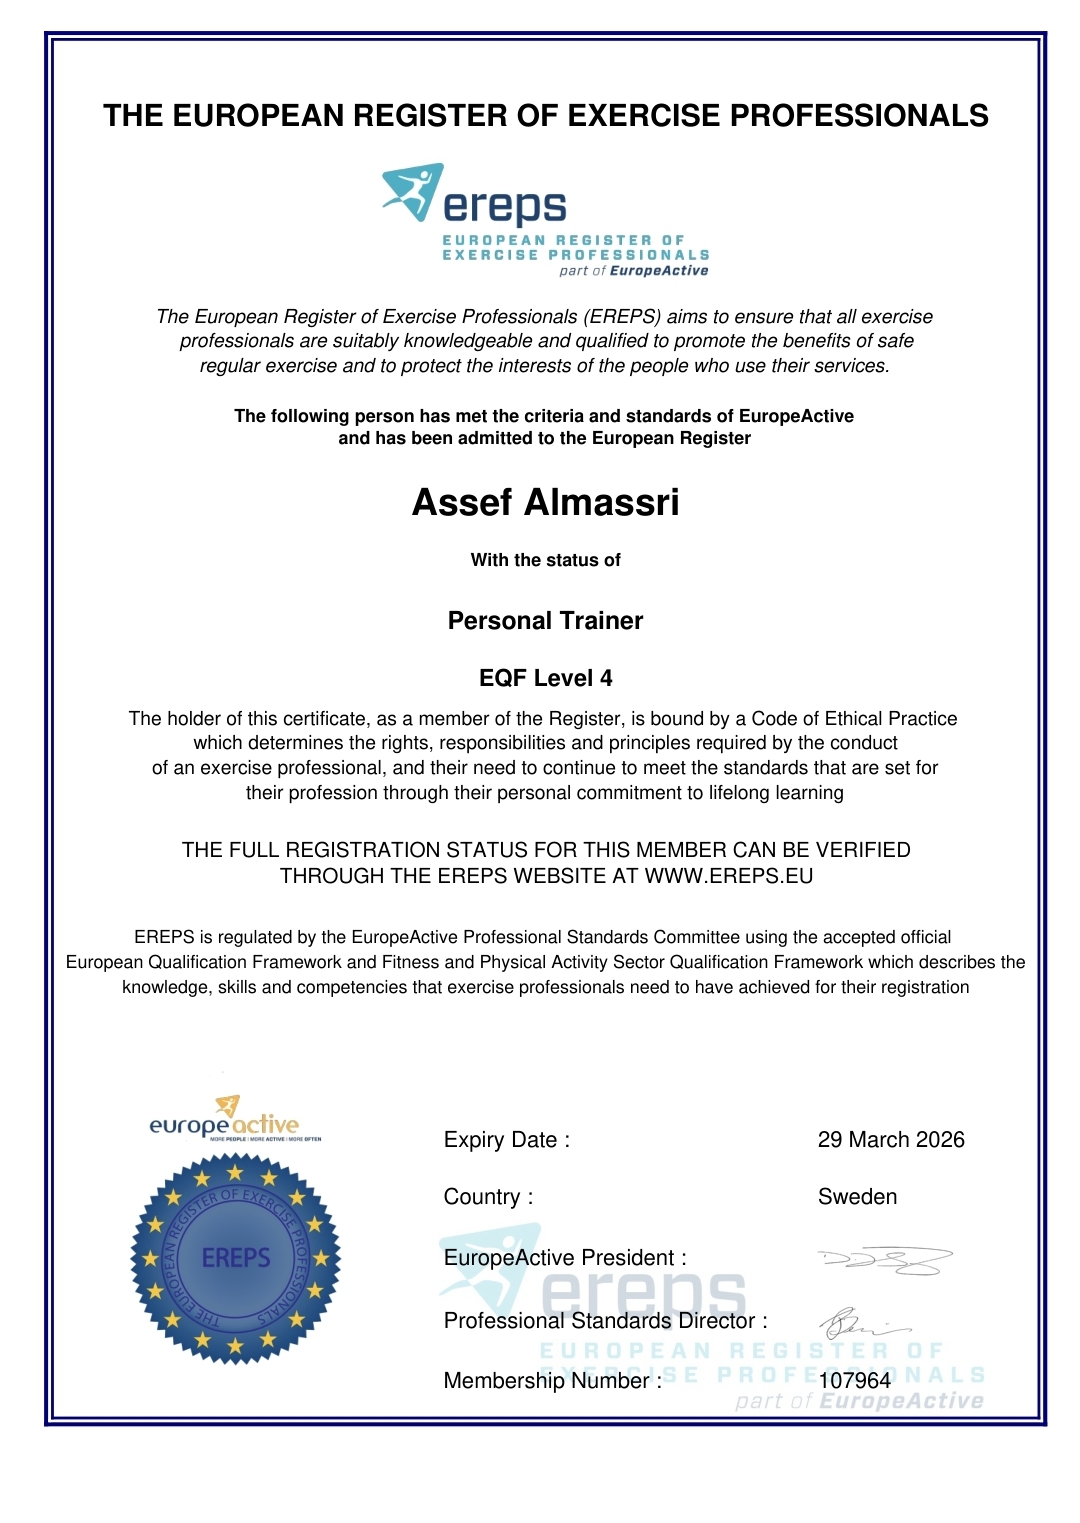 THE EUROPEAN REGISTER OF EXERCISE PROFESSIONALS
ereps
EUROPEAN REGISTER OF
EXERCISE PROFESSIONALS
part of EuropeActive
The European Register of Exercise Professionals (EREPS) aims to ensure that all exercise
professionals are suitably knowledgeable and qualified to promote the benefits of safe
regular exercise and to protect the interests of the people who use their services.
The following person has met the criteria and standards of EuropeActive
and has been admitted to the European Register
Assef Almassri
With the status of
Personal Trainer
EQF Level 4
The holder of this certificate, as a member of the Register, is bound by a Code of Ethical Practice
which determines the rights, responsibilities and principles required by the conduct
of an exercise professional, and their need to continue to meet the standards that are set for
their profession through their personal commitment to lifelong learning
THE FULL REGISTRATION STATUS FOR THIS MEMBER CAN BE VERIFIED
THROUGH THE EREPS WEBSITE AT WWW.EREPS.EU
EREPS is regulated by the EuropeActive Professional Standards Committee using the accepted official
European Qualification Framework and Fitness and Physical Activity Sector Qualification Framework which describes the
knowledge, skills and competencies that exercise professionals need to have achieved for their registration
europeactive
MORE PEOPLE | MORE ACTIVE | MORE OFTEN
THE EUROPEAN REGISTER OF EXERCISE PROFESSIONALS
EREPS
Expiry Date : 29 March 2026
Country : Sweden
EuropeActive President :
ereps
Professional Standards Director :
EUROPEAN REGISTER OF
EXERCISE PROFESSIONALS
Membership Number : 107964
part of EuropeActive